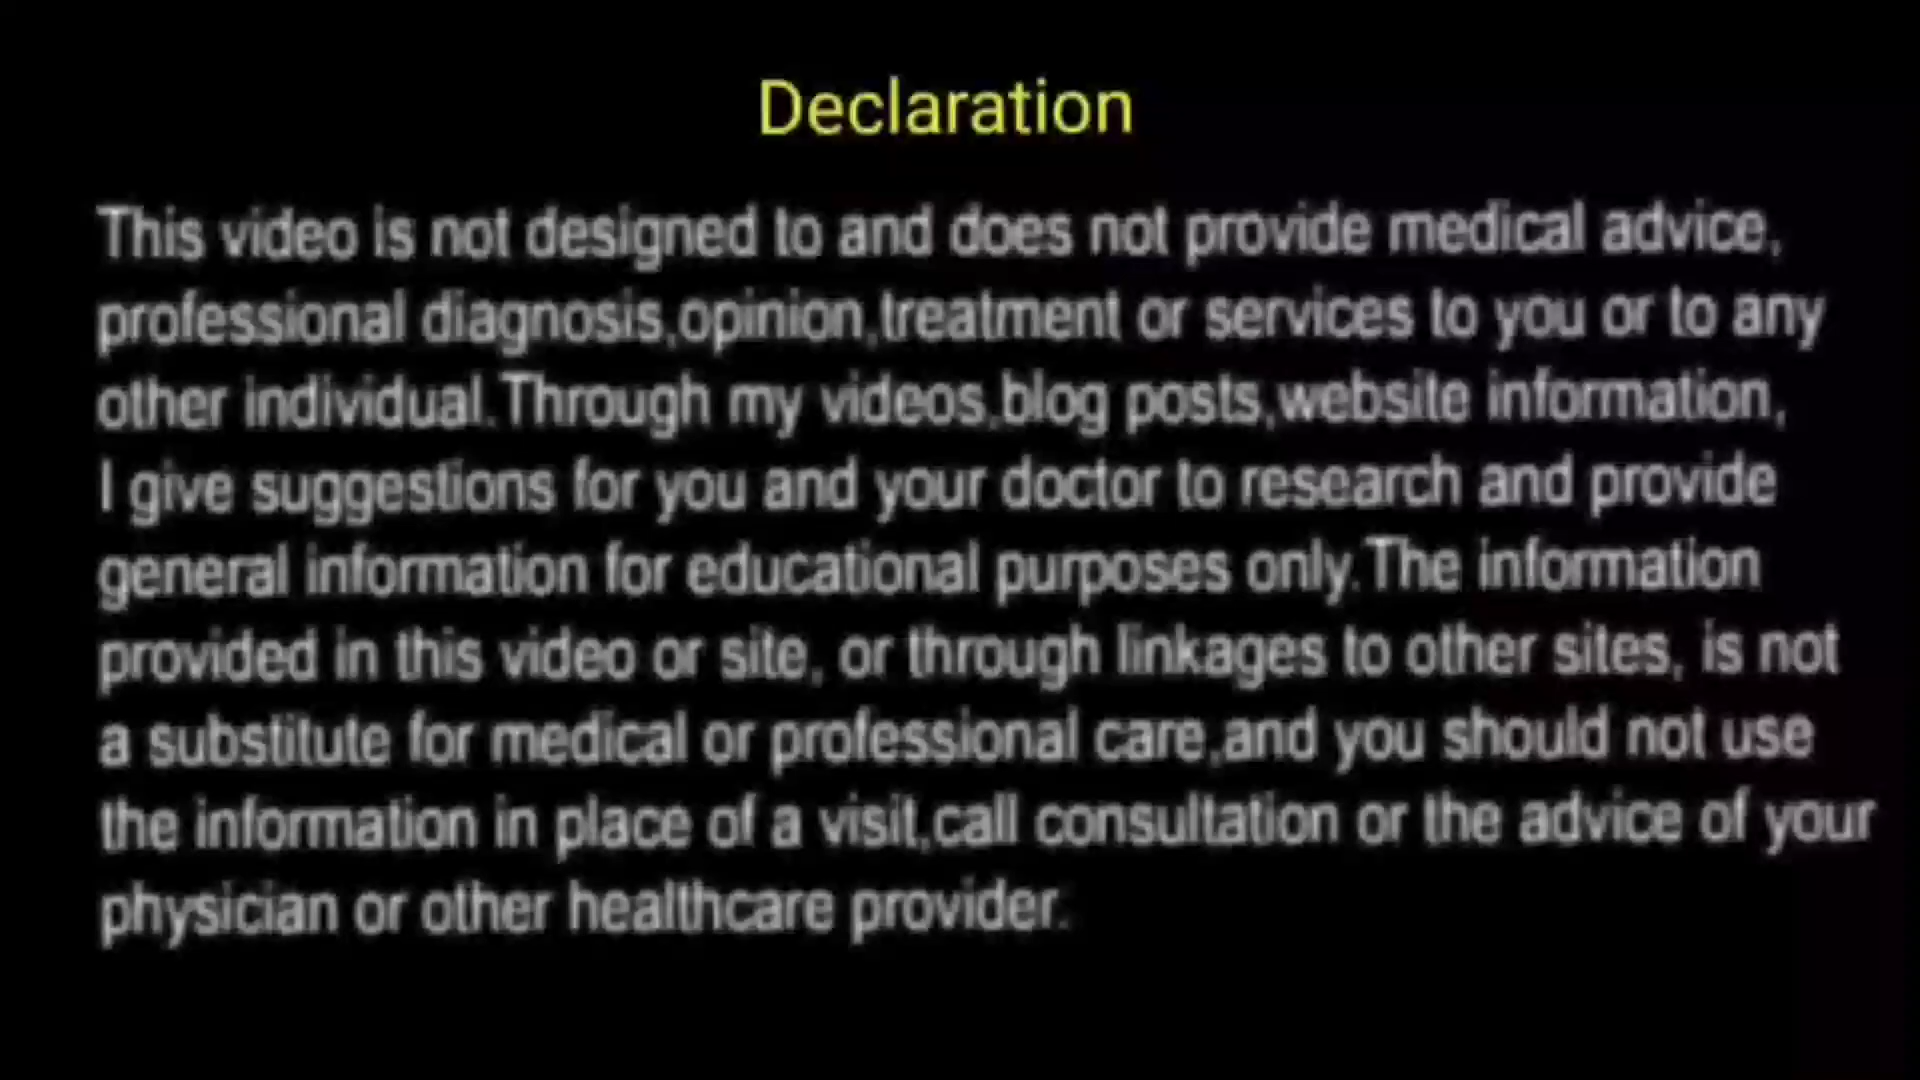 Declaration
This video is not designed to and does not provide medical advice,
professional diagnosis,opinion,treatment or services to you or to any
other individual.Through my videos,blog posts,website information,
I give suggestions for you and your doctor to research and provide
general information for educational purposes only.The information
provided in this video or site, or through linkages to other sites, is not
a substitute for medical or professional care,and you should not use
the information in place of a visit,call consultation or the advice of your
physician or other healthcare provider.